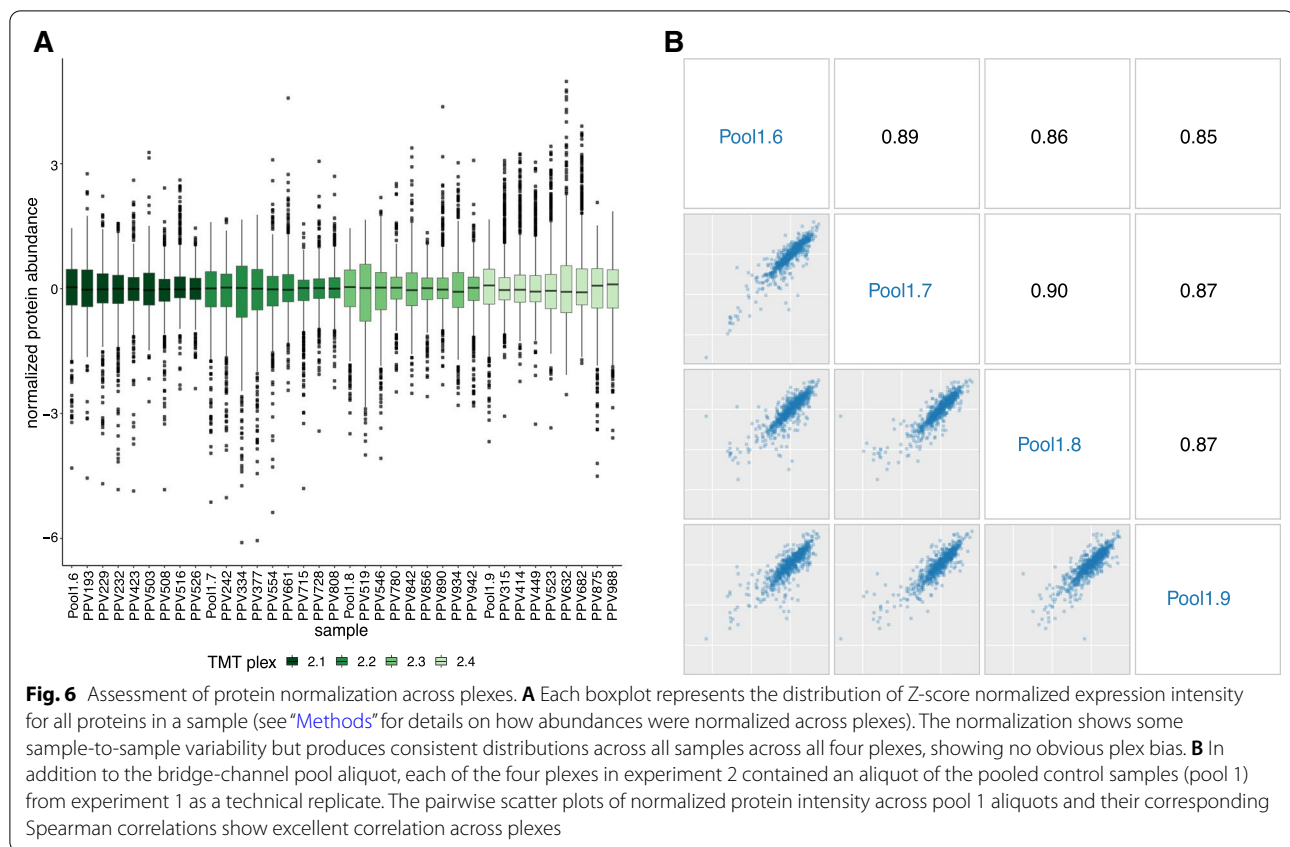 A
B
normalized protein abundance
3
0
−3
−6
Pool1.6
PPV193
PPV229
PPV232
PPV423
PPV503
PPV508
PPV516
PPV526
Pool1.7
PPV242
PPV334
PPV377
PPV554
PPV661
PPV715
PPV728
PPV808
Pool1.8
PPV519
PPV546
PPV780
PPV842
PPV856
PPV890
PPV934
PPV942
Pool1.9
PPV315
PPV414
PPV449
PPV523
PPV632
PPV682
PPV875
PPV988
sample
TMT plex 2.1 2.2 2.3 2.4
Pool1.6 0.89 0.86 0.85
Pool1.7 0.90 0.87
Pool1.8 0.87
Pool1.9
Fig. 6 Assessment of protein normalization across plexes. A Each boxplot represents the distribution of Z-score normalized expression intensity
for all proteins in a sample (see “Methods” for details on how abundances were normalized across plexes). The normalization shows some
sample-to-sample variability but produces consistent distributions across all samples across all four plexes, showing no obvious plex bias. B In
addition to the bridge-channel pool aliquot, each of the four plexes in experiment 2 contained an aliquot of the pooled control samples (pool 1)
from experiment 1 as a technical replicate. The pairwise scatter plots of normalized protein intensity across pool 1 aliquots and their corresponding
Spearman correlations show excellent correlation across plexes